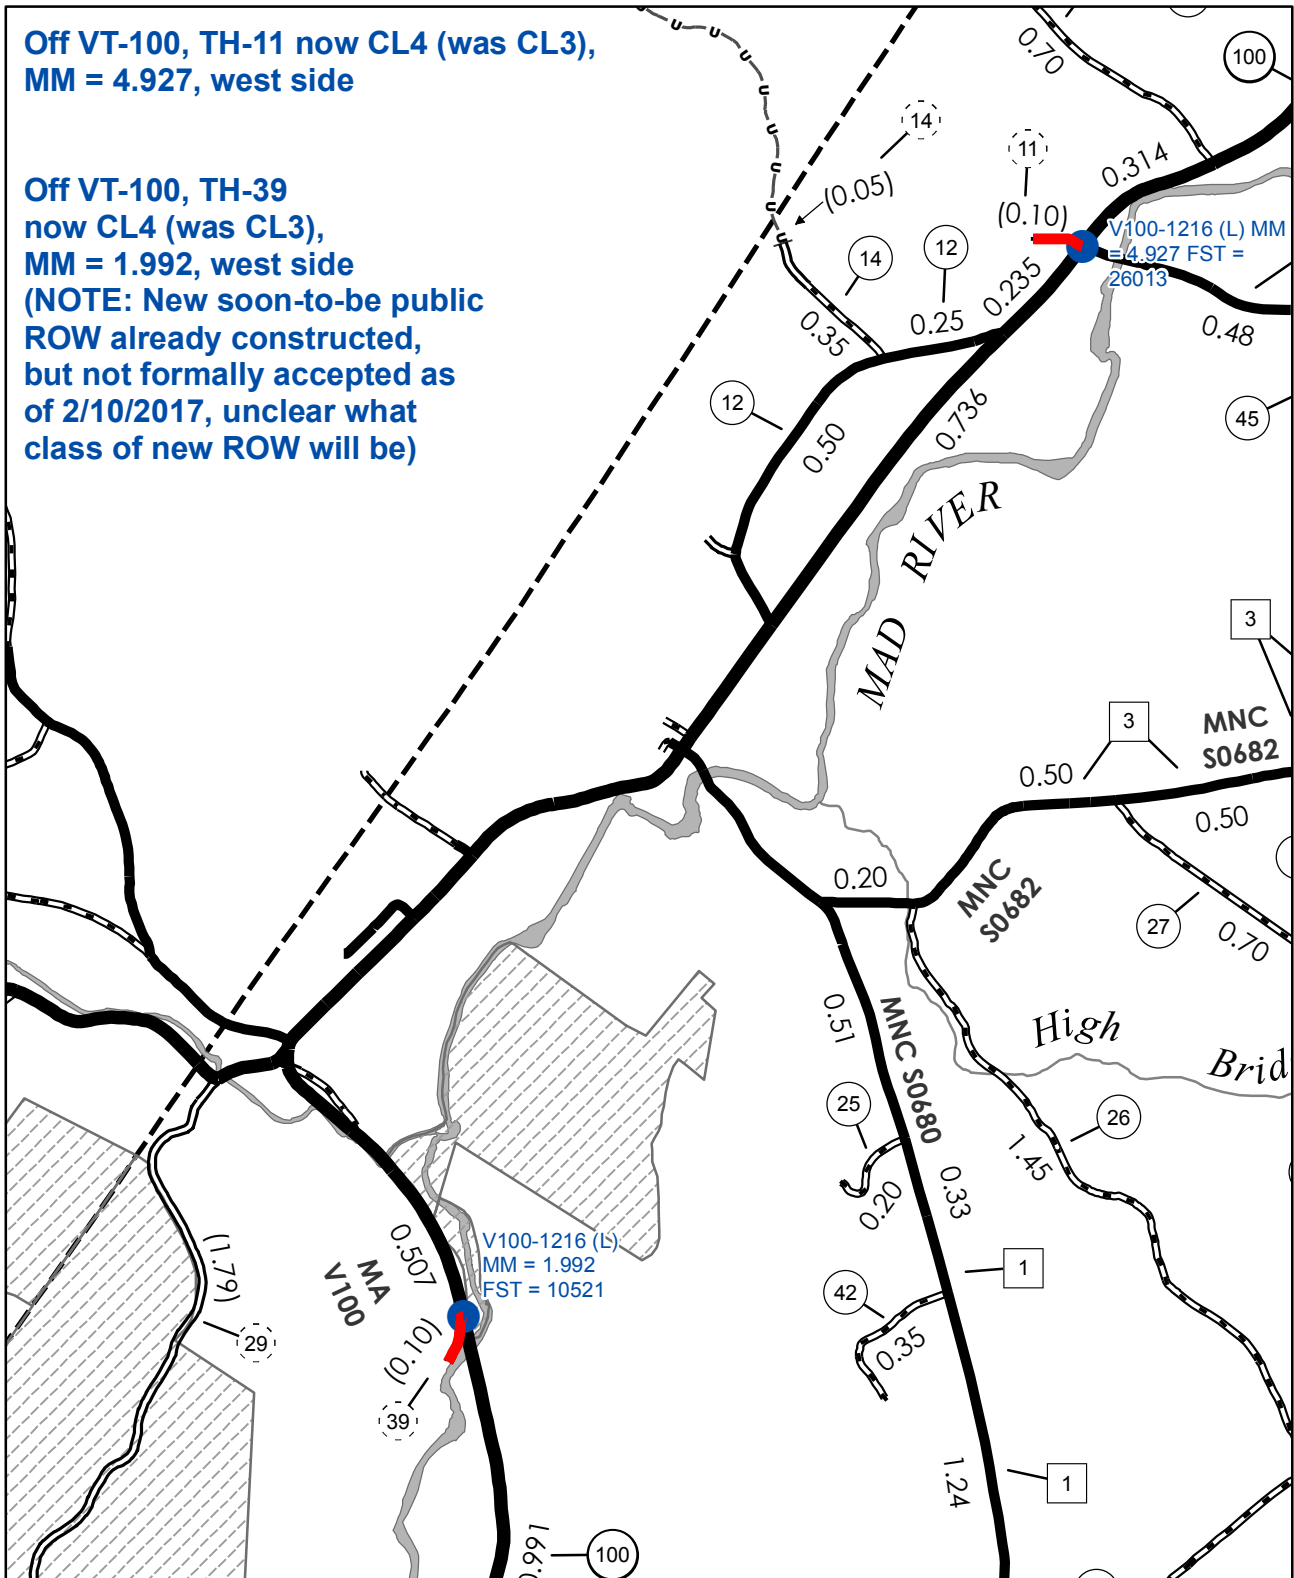 Off VT-100, TH-11 now CL4 (was CL3),
MM = 4.927, west side
Off VT-100, TH-39
now CL4 (was CL3),
MM = 1.992, west side
(NOTE: New soon-to-be public
ROW already constructed,
but not formally accepted as
of 2/10/2017, unclear what
class of new ROW will be)
0.70
100
14
11
0.314
(0.05)
(0.10)
V100-1216 (L) MM
= 4.927 FST =
26013
14
12
0.235
0.25
0.35
0.48
12
0.736
45
0.50
MAD RIVER
3
3
MNC
S0682
0.50
0.50
0.20
MNC
S0682
27
0.70
0.51
MNC S0680
High
Brid
25
26
1.45
0.20
0.33
(1.79)
0.507
MA
V100
V100-1216 (L)
MM = 1.992
FST = 10521
1
42
29
(0.10)
0.35
39
1.24
1
0.991
100
U
U
U
U
U
U
U
U
U
U